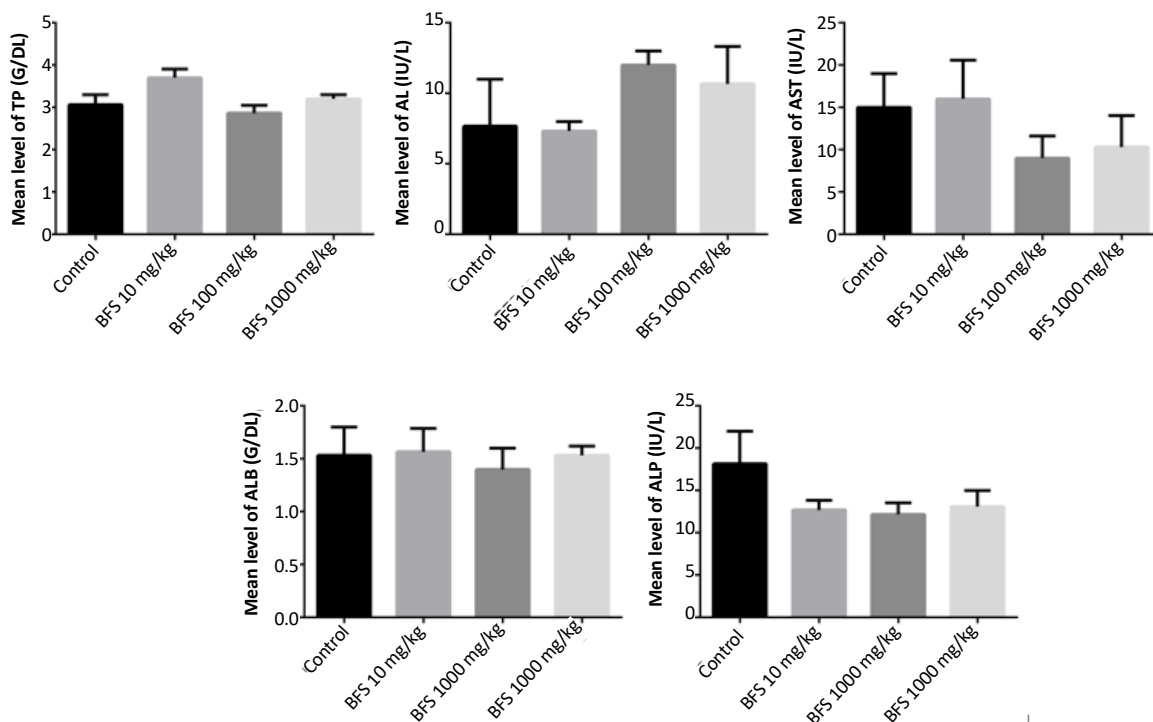 Mean level of TP (G/DL)
5
4
3
2
1
0
Control
BFS 10 mg/kg
BFS 100 mg/kg
BFS 1000 mg/kg
Mean level of AL (IU/L)
15
10
5
0
Control
BFS 10 mg/kg
BFS 100 mg/kg
BFS 1000 mg/kg
Mean level of AST (IU/L)
25
20
15
10
5
0
Control
BFS 10 mg/kg
BFS 100 mg/kg
BFS 1000 mg/kg
Mean level of ALB (G/DL)
2.0
1.5
1.0
0.5
0.0
Control
BFS 10 mg/kg
BFS 1000 mg/kg
BFS 1000 mg/kg
Mean level of ALP (IU/L)
25
20
15
10
5
0
Control
BFS 10 mg/kg
BFS 1000 mg/kg
BFS 1000 mg/kg